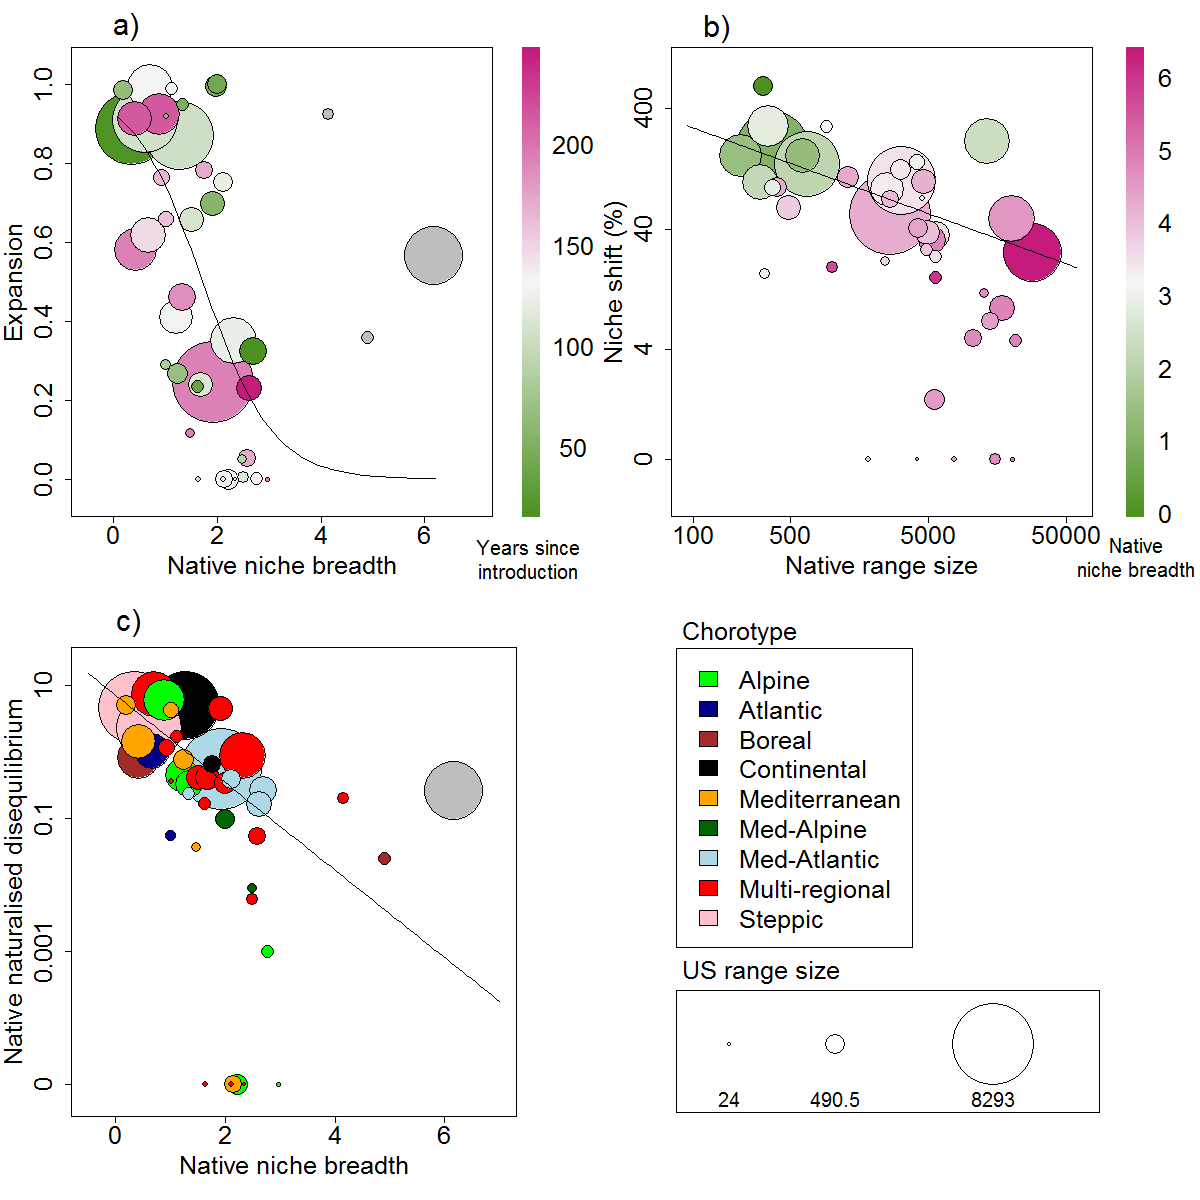 a)
1.0
0.8
0.6
0.4
0.2
0.0
Expansion
0
2
4
6
Native niche breadth
200
150
100
50
Years since
introduction
b)
400
40
4
0
Niche shift (%)
100
500
5000
50000
Native range size
6
5
4
3
2
1
0
Native
niche breadth
c)
10
0.1
0.001
0
Native naturalised disequilibrium
0
2
4
6
Native niche breadth
Chorotype
Alpine
Atlantic
Boreal
Continental
Mediterranean
Med-Alpine
Med-Atlantic
Multi-regional
Steppic
US range size
24
490.5
8293